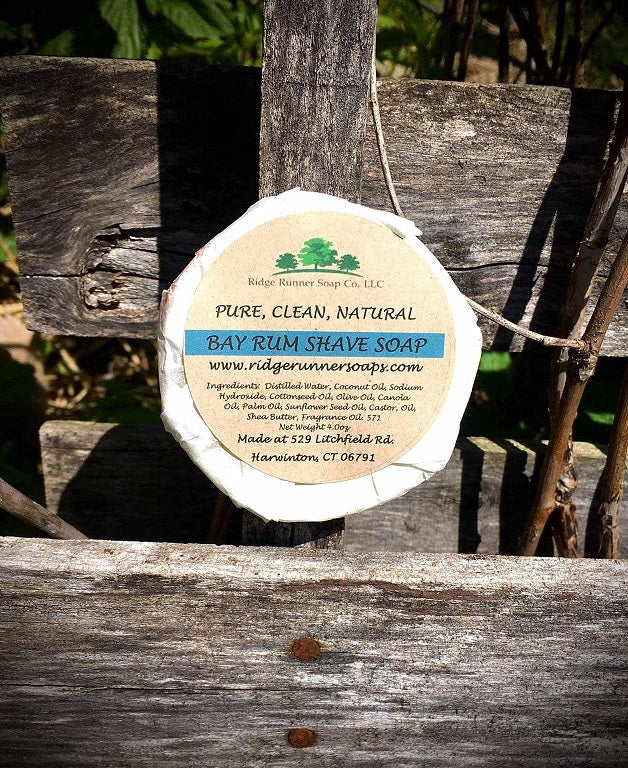 Ridge Runner Soap Co. LLC
PURE, CLEAN, NATURAL
BAY RUM SHAVE SOAP
www.ridgerunnersoaps.com
Ingredients: Distilled Water, Coconut Oil, Sodium
Hydroxide, Cottonseed Oil, Olive Oil, Canola
Oil, Palm Oil, Sunflower Seed Oil, Castor, Oil,
Shea Butter, Fragrance Oil: 571
Net Weight 4.0oz
Made at 529 Litchfield Rd.
Harwinton, CT 06791